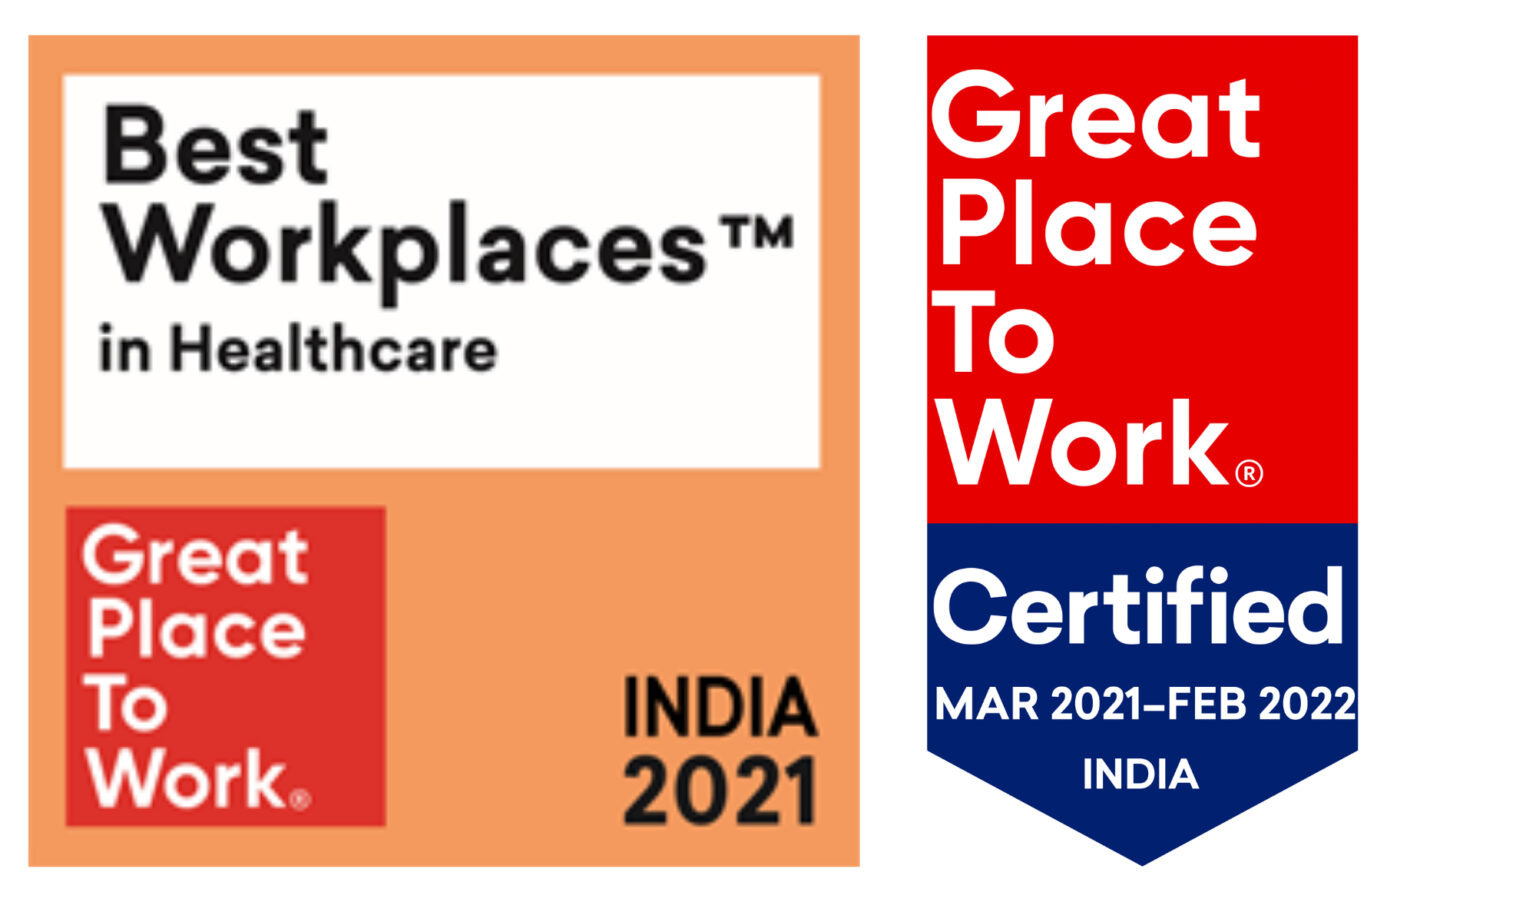 Best
Workplaces™
in Healthcare
Great
Place
To
Work®
INDIA
2021
Great
Place
To
Work®
Certified
MAR 2021–FEB 2022
INDIA